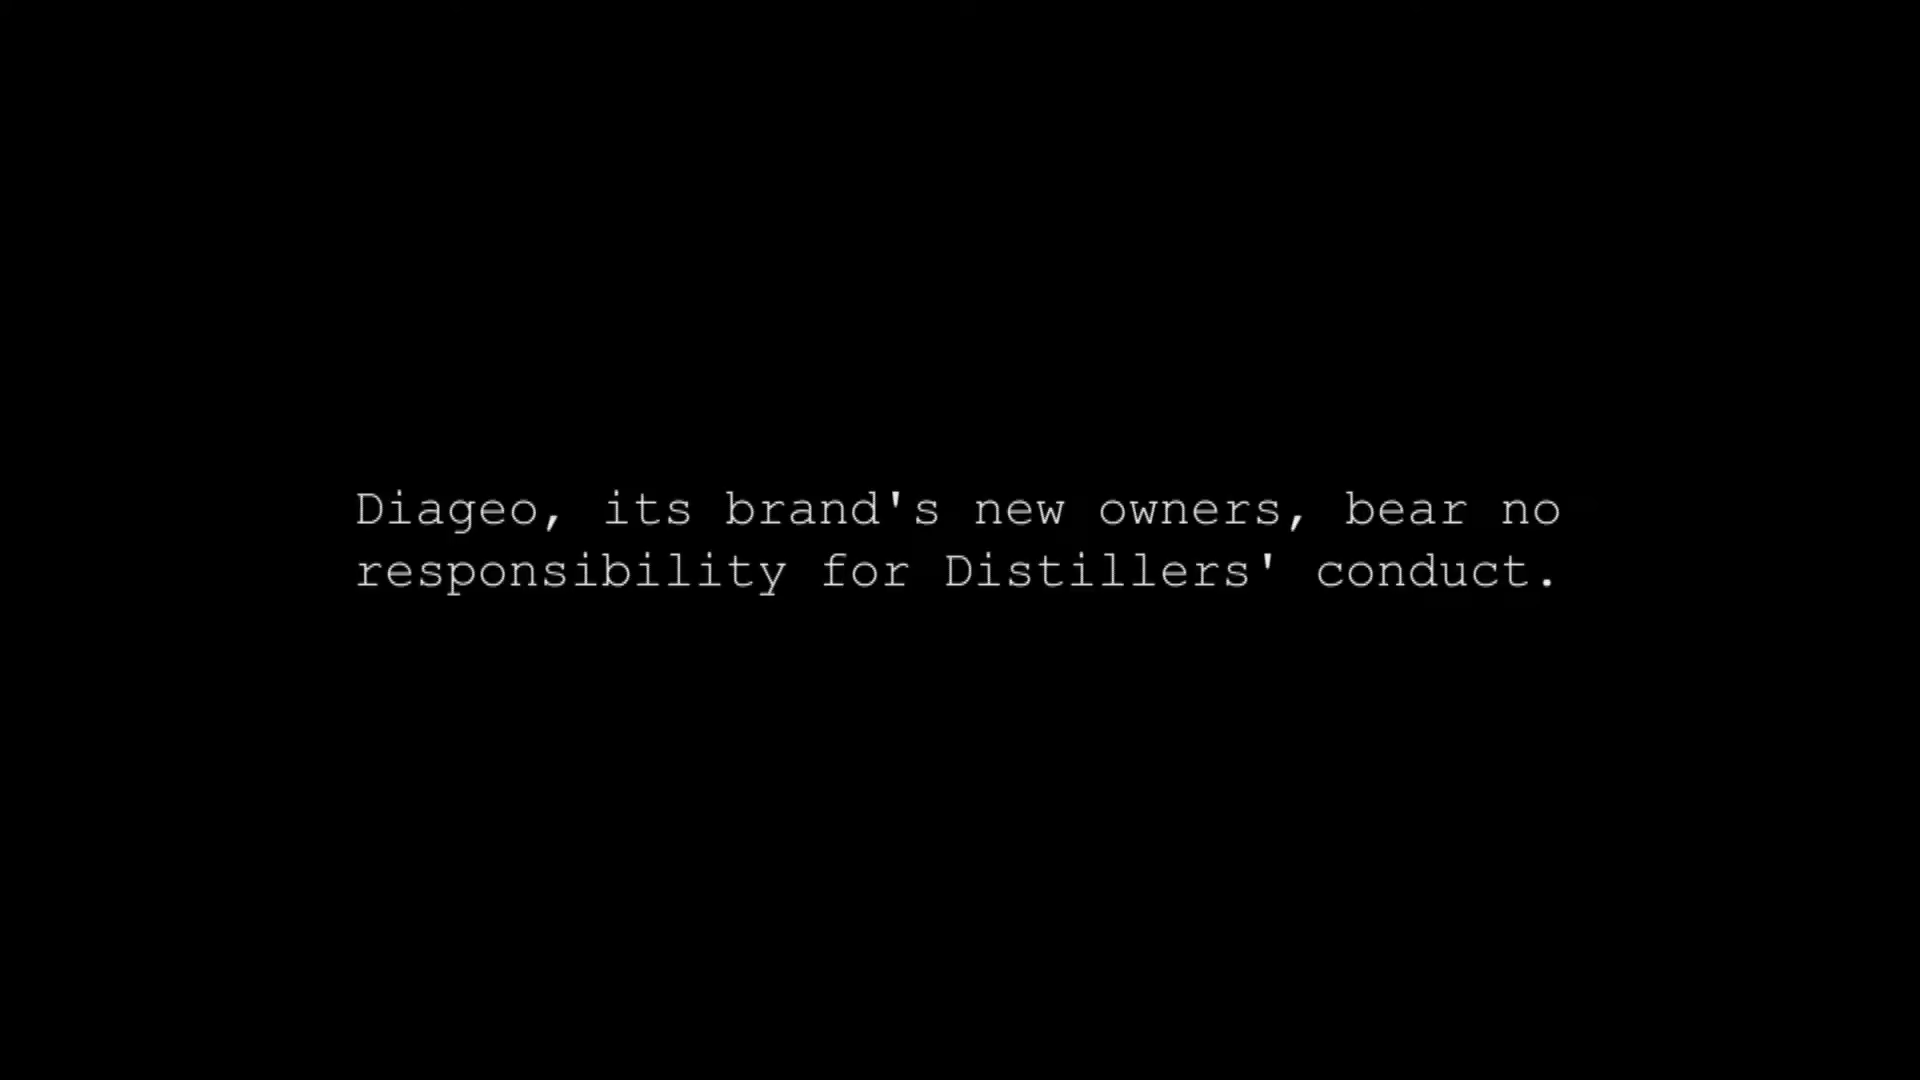 Diageo, its brand's new owners, bear no
responsibility for Distillers' conduct.